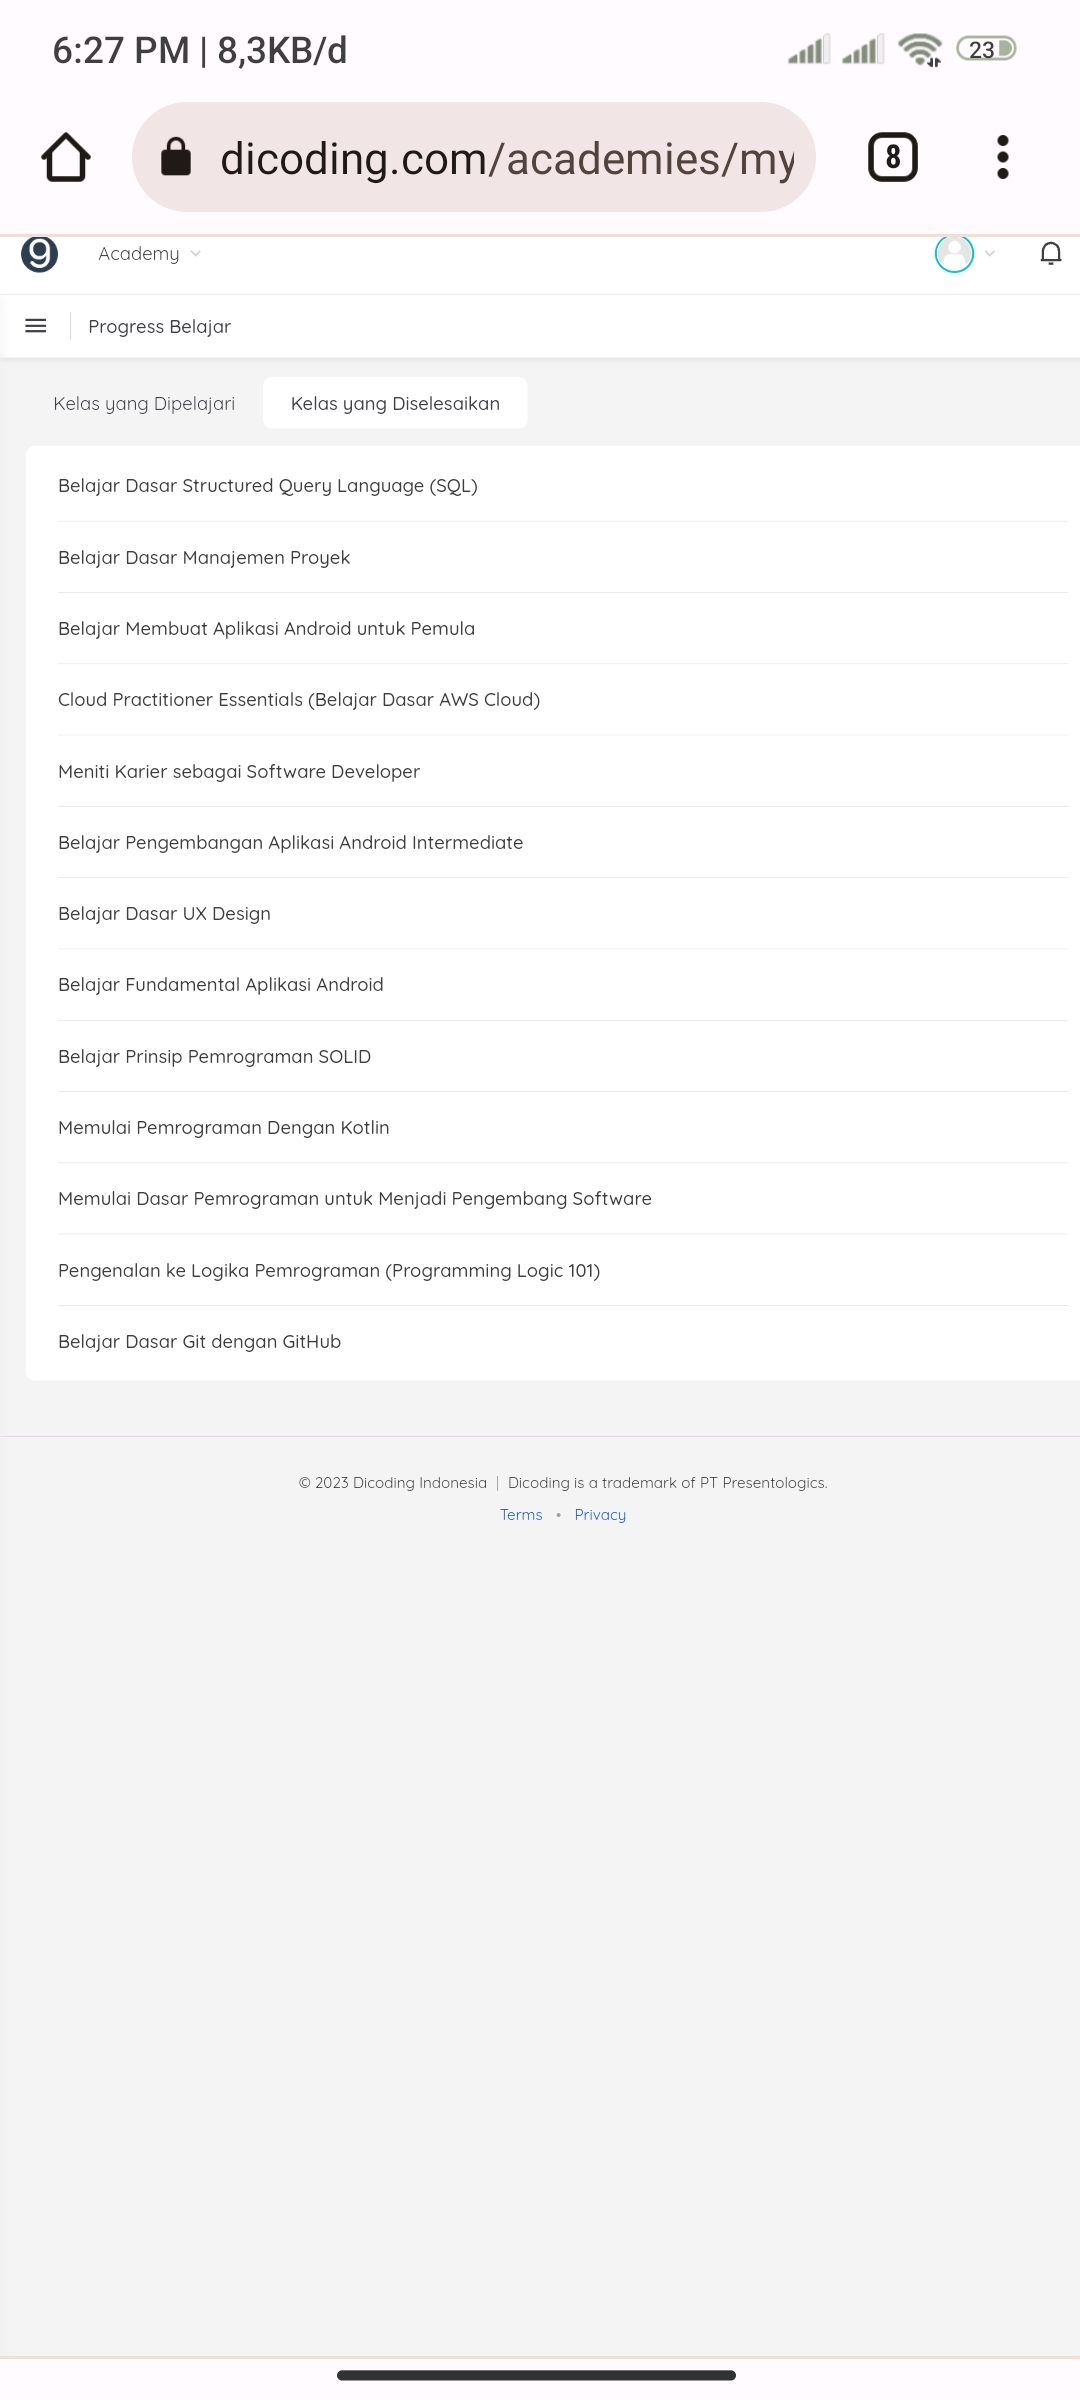 6:27 PM | 8,3KB/d
23
dicoding.com/academies/my
8
Academy
Progress Belajar
Kelas yang Dipelajari
Kelas yang Diselesaikan
Belajar Dasar Structured Query Language (SQL)
Belajar Dasar Manajemen Proyek
Belajar Membuat Aplikasi Android untuk Pemula
Cloud Practitioner Essentials (Belajar Dasar AWS Cloud)
Meniti Karier sebagai Software Developer
Belajar Pengembangan Aplikasi Android Intermediate
Belajar Dasar UX Design
Belajar Fundamental Aplikasi Android
Belajar Prinsip Pemrograman SOLID
Memulai Pemrograman Dengan Kotlin
Memulai Dasar Pemrograman untuk Menjadi Pengembang Software
Pengenalan ke Logika Pemrograman (Programming Logic 101)
Belajar Dasar Git dengan GitHub
© 2023 Dicoding Indonesia | Dicoding is a trademark of PT Presentologics.
Terms • Privacy